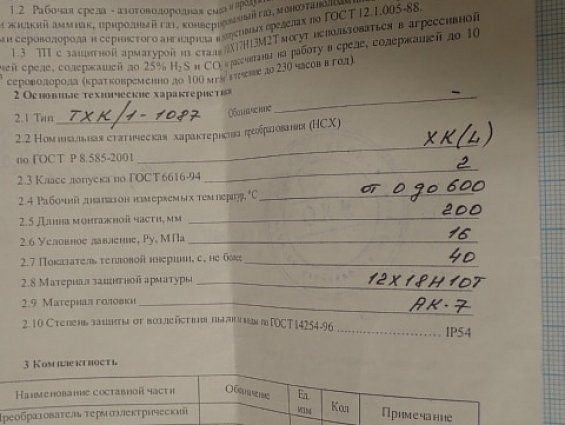 1.2 Рабочая среда - азотоводородная смесь
и жидкий аммиак, природный газ, конвертированный газ, моноэтаноламин
ми сероводорода и сернистого ангидрида в допустимых пределах по ГОСТ 12.1.005-88.
1.3 ТП с защитной арматурой из стали 10Х17Н13М2Т могут использоваться в агрессивной
чей среде, содержащей до 25% H₂S и CO и рассчитаны на работу в среде, содержащей до 10
сероводорода (кратковременно до 100 мг/м³ в течение до 230 часов в год).
2 Основные технические характеристики
2.1 Тип ТХК/1-1087 Обозначение -
2.2 Номинальная статическая характеристика преобразования (НСХ)
по ГОСТ Р 8.585-2001 ХК(L)
2.3 Класс допуска по ГОСТ 6616-94 2
2.4 Рабочий диапазон измеряемых температур, °С от 0 до 600
2.5 Длина монтажной части, мм 200
2.6 Условное давление, Ру, МПа 16
2.7 Показатель тепловой инерции, с, не более 40
2.8 Материал защитной арматуры 12Х18Н10Т
2.9 Материал головки АК-7
2.10 Степень защиты от воздействия пыли и воды по ГОСТ 14254-96 IP54
3 Комплектность
Наименование составной части Обозначение Ед. изм Кол Примечание
Преобразователь термоэлектрический